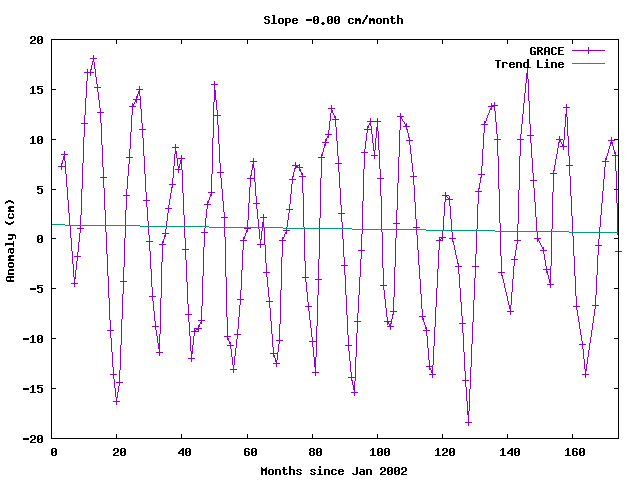 Slope -0.00 cm/month
GRACE
Trend Line
20
15
10
5
0
-5
-10
-15
-20
Anomaly (cm)
0 20 40 60 80 100 120 140 160
Months since Jan 2002